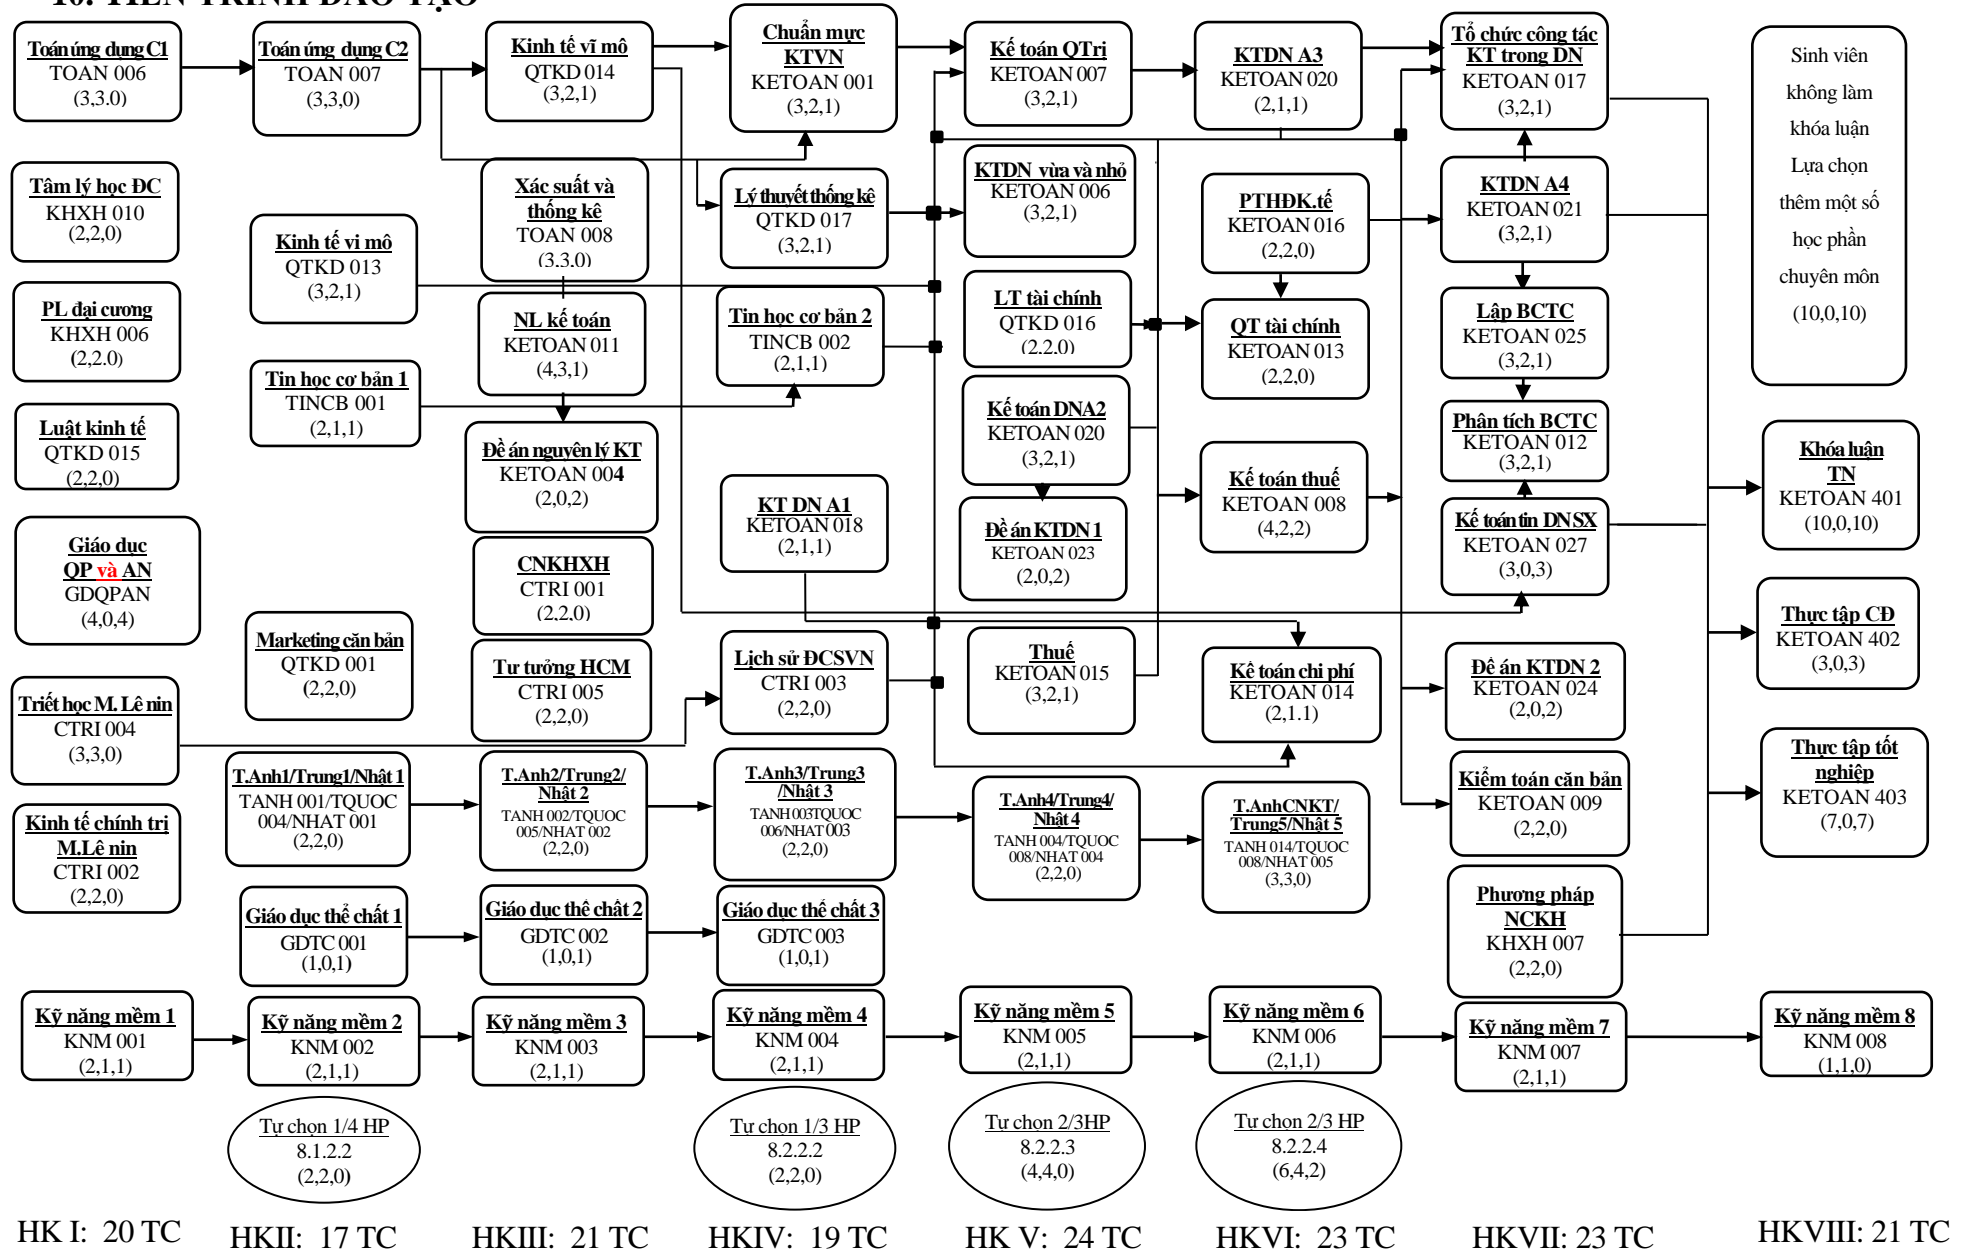 10. TIẾN TRÌNH ĐÀO TẠO
Toán ứng dụng C1
TOAN 006
(3,3.0)
Tâm lý học ĐC
KHXH 010
(2,2,0)
PL đại cương
KHXH 006
(2,2.0)
Luật kinh tế
QTKD 015
(2,2,0)
Giáo dục
QP và AN
GDQPAN
(4,0,4)
Triết học M. Lê nin
CTRI 004
(3,3,0)
Kinh tế chính trị
M.Lê nin
CTRI 002
(2,2,0)
Kỹ năng mềm 1
KNM 001
(2,1,1)
HK I: 20 TC
Toán ứng dụng C2
TOAN 007
(3,3,0)
Kinh tế vi mô
QTKD 013
(3,2,1)
Tin học cơ bản 1
TINCB 001
(2,1,1)
Marketing căn bản
QTKD 001
(2,2,0)
T.Anh1/Trung1/Nhật 1
TANH 001/TQUOC
004/NHAT 001
(2,2,0)
Giáo dục thể chất 1
GDTC 001
(1,0,1)
Kỹ năng mềm 2
KNM 002
(2,1,1)
Tự chọn 1/4 HP
8.1.2.2
(2,2,0)
HKII: 17 TC
Kinh tế vĩ mô
QTKD 014
(3,2,1)
Xác suất và
thống kê
TOAN 008
(3,3,0)
NL kế toán
KETOAN 011
(4,3,1)
Đề án nguyên lý KT
KETOAN 004
(2,0,2)
CNKHXH
CTRI 001
(2,2,0)
Tư tưởng HCM
CTRI 005
(2,2,0)
T.Anh2/Trung2/
Nhật 2
TANH 002/TQUOC
005/NHAT 002
(2,2,0)
Giáo dục thể chất 2
GDTC 002
(1,0,1)
Kỹ năng mềm 3
KNM 003
(2,1,1)
HKIII: 21 TC
Chuẩn mực
KTVN
KETOAN 001
(3,2,1)
Lý thuyết thống kê
QTKD 017
(3,2,1)
Tin học cơ bản 2
TINCB 002
(2,1,1)
KT DN A1
KETOAN 018
(2,1,1)
Lịch sử ĐCSVN
CTRI 003
(2,2,0)
T.Anh3/Trung3
/Nhật 3
TANH 003TQUOC
006/NHAT 003
(2,2,0)
Giáo dục thể chất 3
GDTC 003
(1,0,1)
Kỹ năng mềm 4
KNM 004
(2,1,1)
Tự chọn 1/3 HP
8.2.2.2
(2,2,0)
HKIV: 19 TC
Kế toán QTrị
KETOAN 007
(3,2,1)
KTDN vừa và nhỏ
KETOAN 006
(3,2,1)
LT tài chính
QTKD 016
(2,2,0)
Kế toán DNA2
KETOAN 020
(3,2,1)
Đề án KTDN 1
KETOAN 023
(2,0,2)
Thuế
KETOAN 015
(3,2,1)
T.Anh4/Trung4/
Nhật 4
TANH 004/TQUOC
008/NHAT 004
(2,2,0)
Kỹ năng mềm 5
KNM 005
(2,1,1)
Tự chọn 2/3HP
8.2.2.3
(4,4,0)
HK V: 24 TC
KTDN A3
KETOAN 020
(2,1,1)
PTHĐK.tế
KETOAN 016
(2,2,0)
QT tài chính
KETOAN 013
(2,2,0)
Kế toán thuế
KETOAN 008
(4,2,2)
Kế toán chi phí
KETOAN 014
(2,1.1)
T.AnhCNKT/
Trung5/Nhật 5
TANH 014/TQUOC
008/NHAT 005
(3,3,0)
Kỹ năng mềm 6
KNM 006
(2,1,1)
Tự chọn 2/3 HP
8.2.2.4
(6,4,2)
HKVI: 23 TC
Tổ chức công tác
KT trong DN
KETOAN 017
(3,2,1)
KTDN A4
KETOAN 021
(3,2,1)
Lập BCTC
KETOAN 025
(3,2,1)
Phân tích BCTC
KETOAN 012
(3,2,1)
Kế toán tin DNSX
KETOAN 027
(3,0,3)
Đề án KTDN 2
KETOAN 024
(2,0,2)
Kiểm toán căn bản
KETOAN 009
(2,2,0)
Phương pháp
NCKH
KHXH 007
(2,2,0)
Kỹ năng mềm 7
KNM 007
(2,1,1)
HKVII: 23 TC
Sinh viên
không làm
khóa luận
Lựa chọn
thêm một số
học phần
chuyên môn
(10,0,10)
Khóa luận
TN
KETOAN 401
(10,0,10)
Thực tập CĐ
KETOAN 402
(3,0,3)
Thực tập tốt
nghiệp
KETOAN 403
(7,0,7)
Kỹ năng mềm 8
KNM 008
(1,1,0)
HKVIII: 21 TC